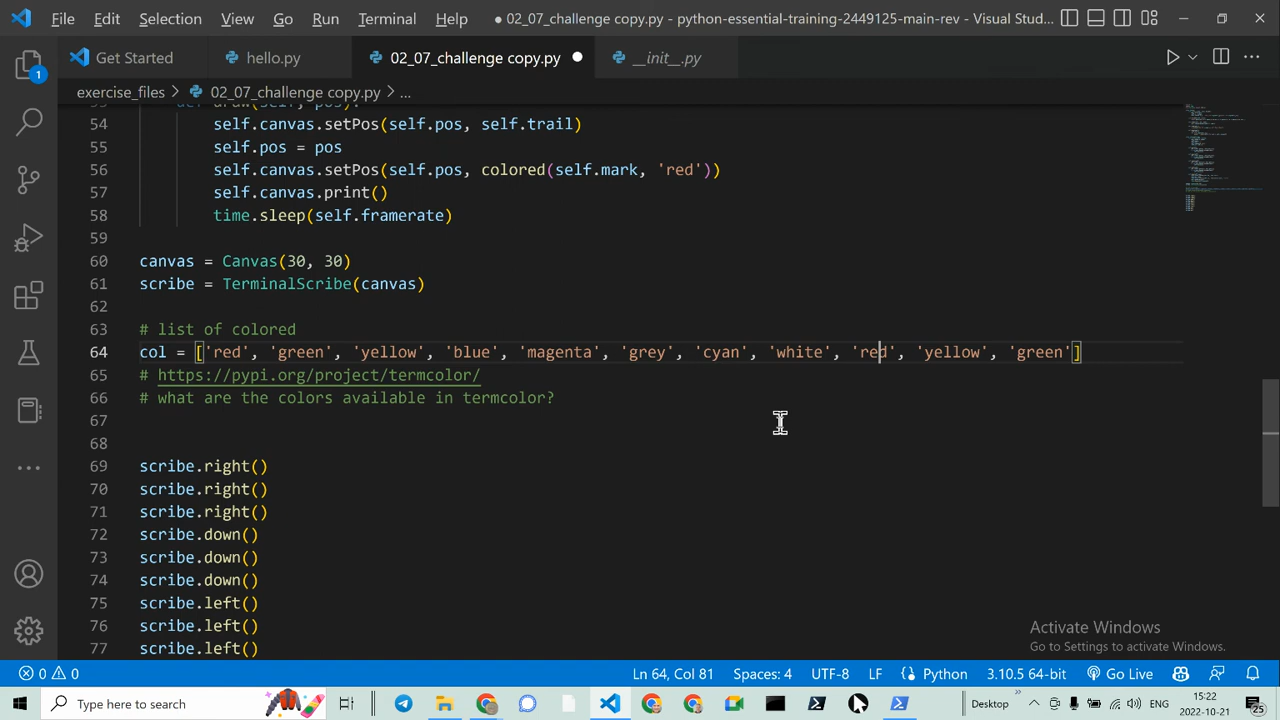 File Edit Selection View Go Run Terminal Help ● 02_07_challenge copy.py - python-essential-training-2449125-main-rev - Visual Stud...
Get Started hello.py 02_07_challenge copy.py ● __init__.py
exercise_files > 02_07_challenge copy.py > ...
53 def draw(self, pos):
54 self.canvas.setPos(self.pos, self.trail)
55 self.pos = pos
56 self.canvas.setPos(self.pos, colored(self.mark, 'red'))
57 self.canvas.print()
58 time.sleep(self.framerate)
59
60 canvas = Canvas(30, 30)
61 scribe = TerminalScribe(canvas)
62
63 # list of colored
64 col = ['red', 'green', 'yellow', 'blue', 'magenta', 'grey', 'cyan', 'white', 'red', 'yellow', 'green']
65 # https://pypi.org/project/termcolor/
66 # what are the colors available in termcolor?
67
68
69 scribe.right()
70 scribe.right()
71 scribe.right()
72 scribe.down()
73 scribe.down()
74 scribe.down()
75 scribe.left()
76 scribe.left()
77 scribe.left()
1
Activate Windows
Go to Settings to activate Windows.
0 0 Ln 64, Col 81 Spaces: 4 UTF-8 LF Python 3.10.5 64-bit Go Live
Type here to search Desktop ENG 15:22 2022-10-21 25